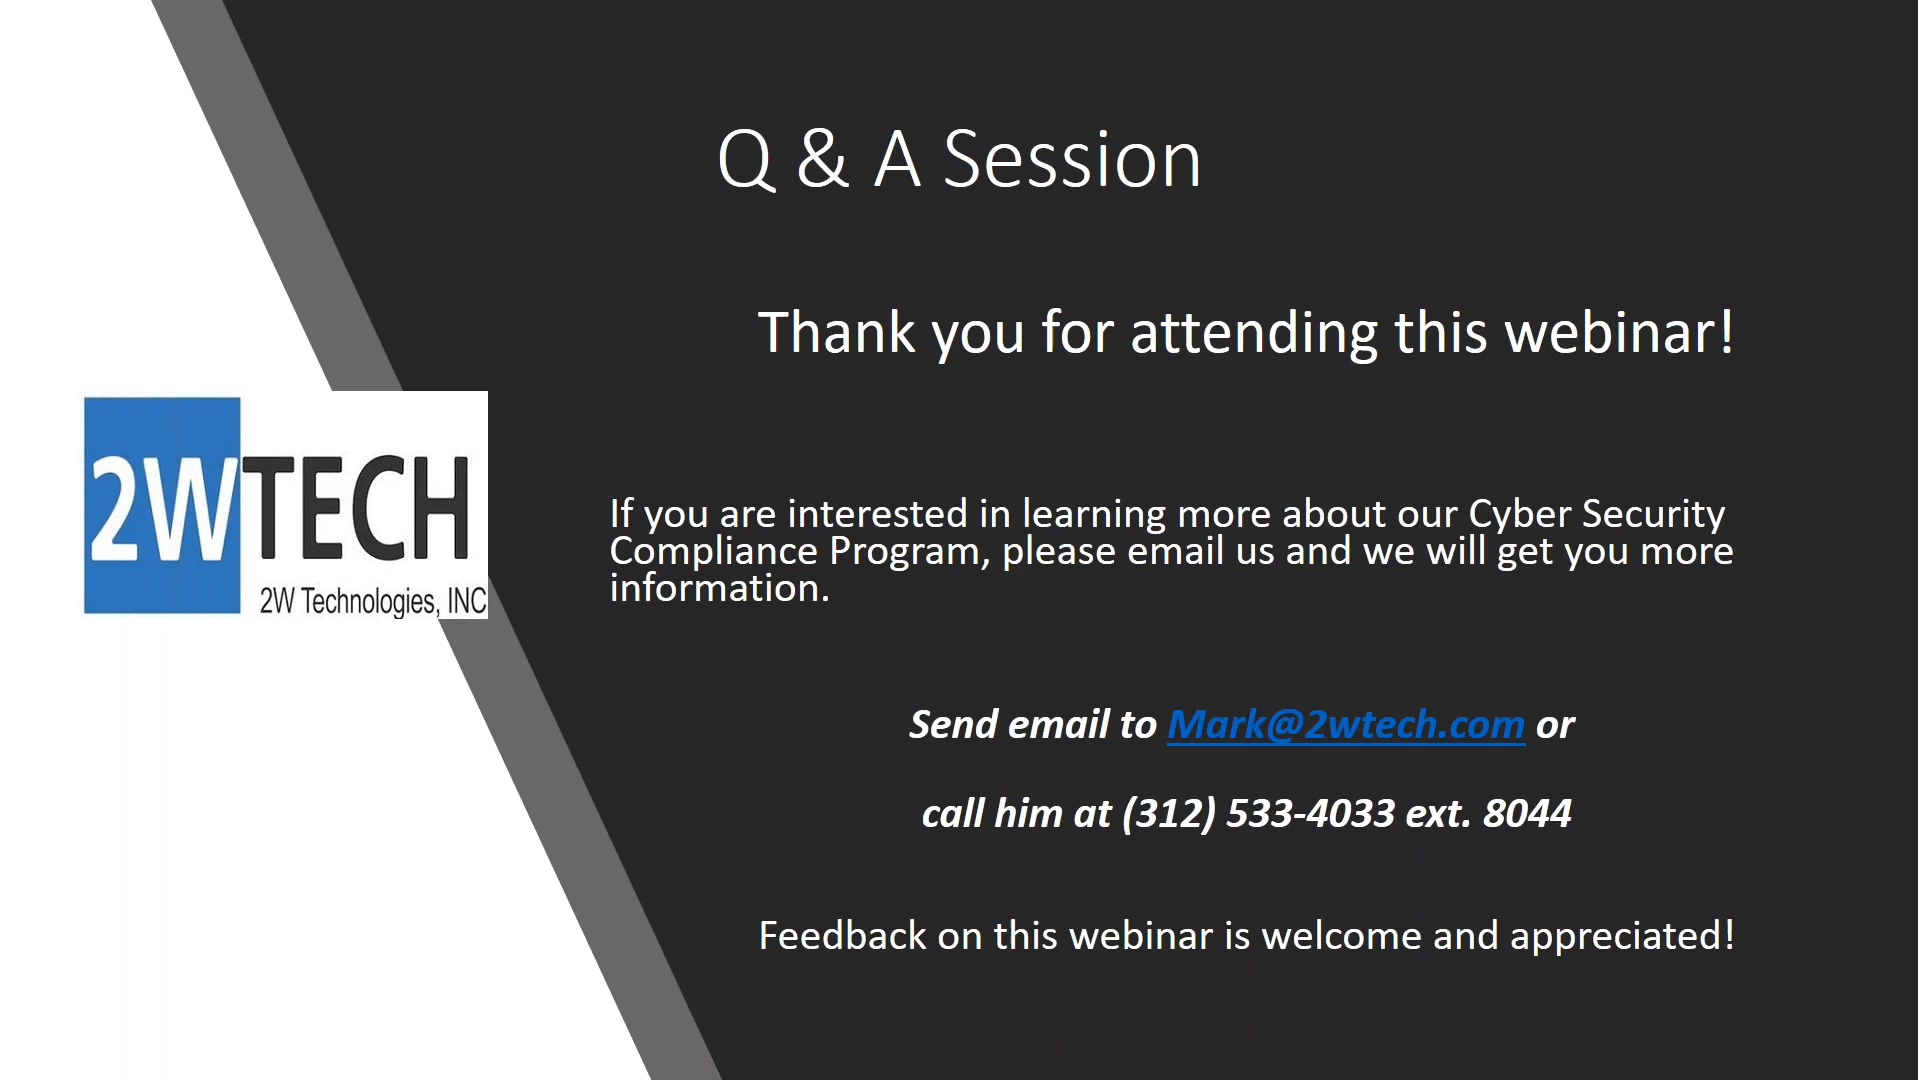 Q & A Session
Thank you for attending this webinar!
2WTECH
2W Technologies, INC
If you are interested in learning more about our Cyber Security
Compliance Program, please email us and we will get you more
information.
Send email to Mark@2wtech.com or
call him at (312) 533-4033 ext. 8044
Feedback on this webinar is welcome and appreciated!